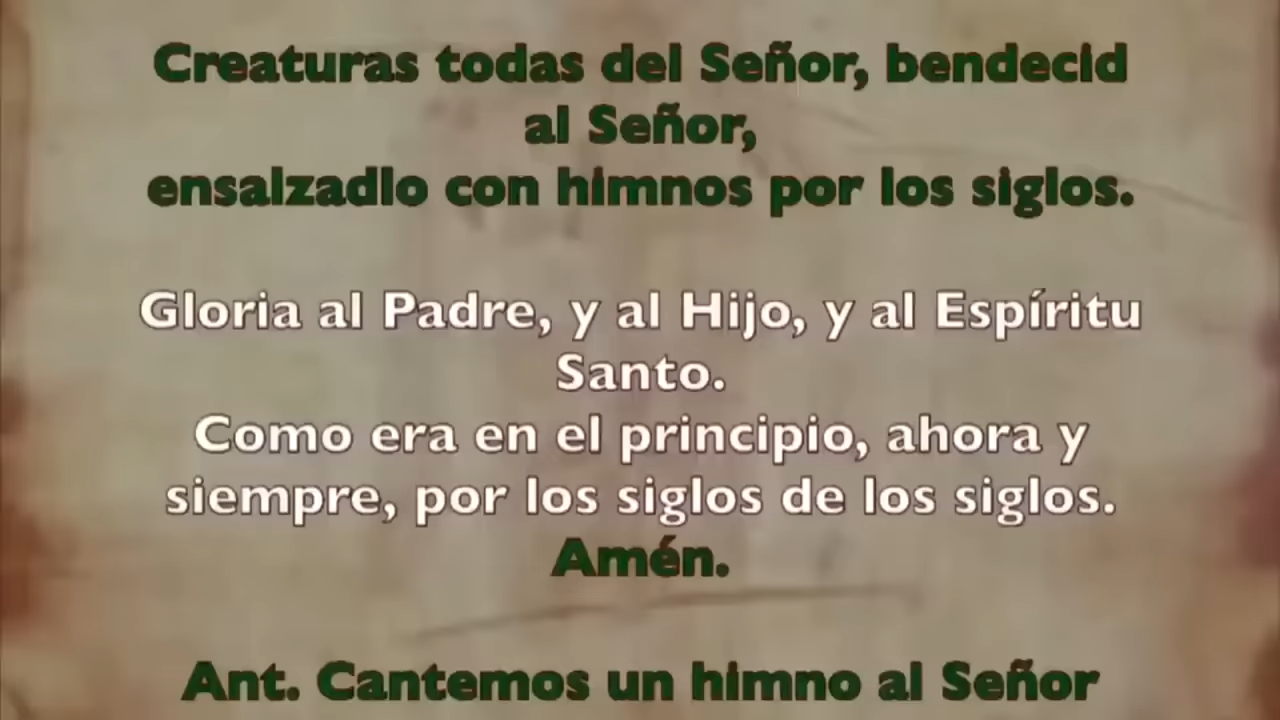 Creaturas todas del Señor, bendecid
al Señor,
ensalzadlo con himnos por los siglos.
Gloria al Padre, y al Hijo, y al Espíritu
Santo.
Como era en el principio, ahora y
siempre, por los siglos de los siglos.
Amén.
Ant. Cantemos un himno al Señor